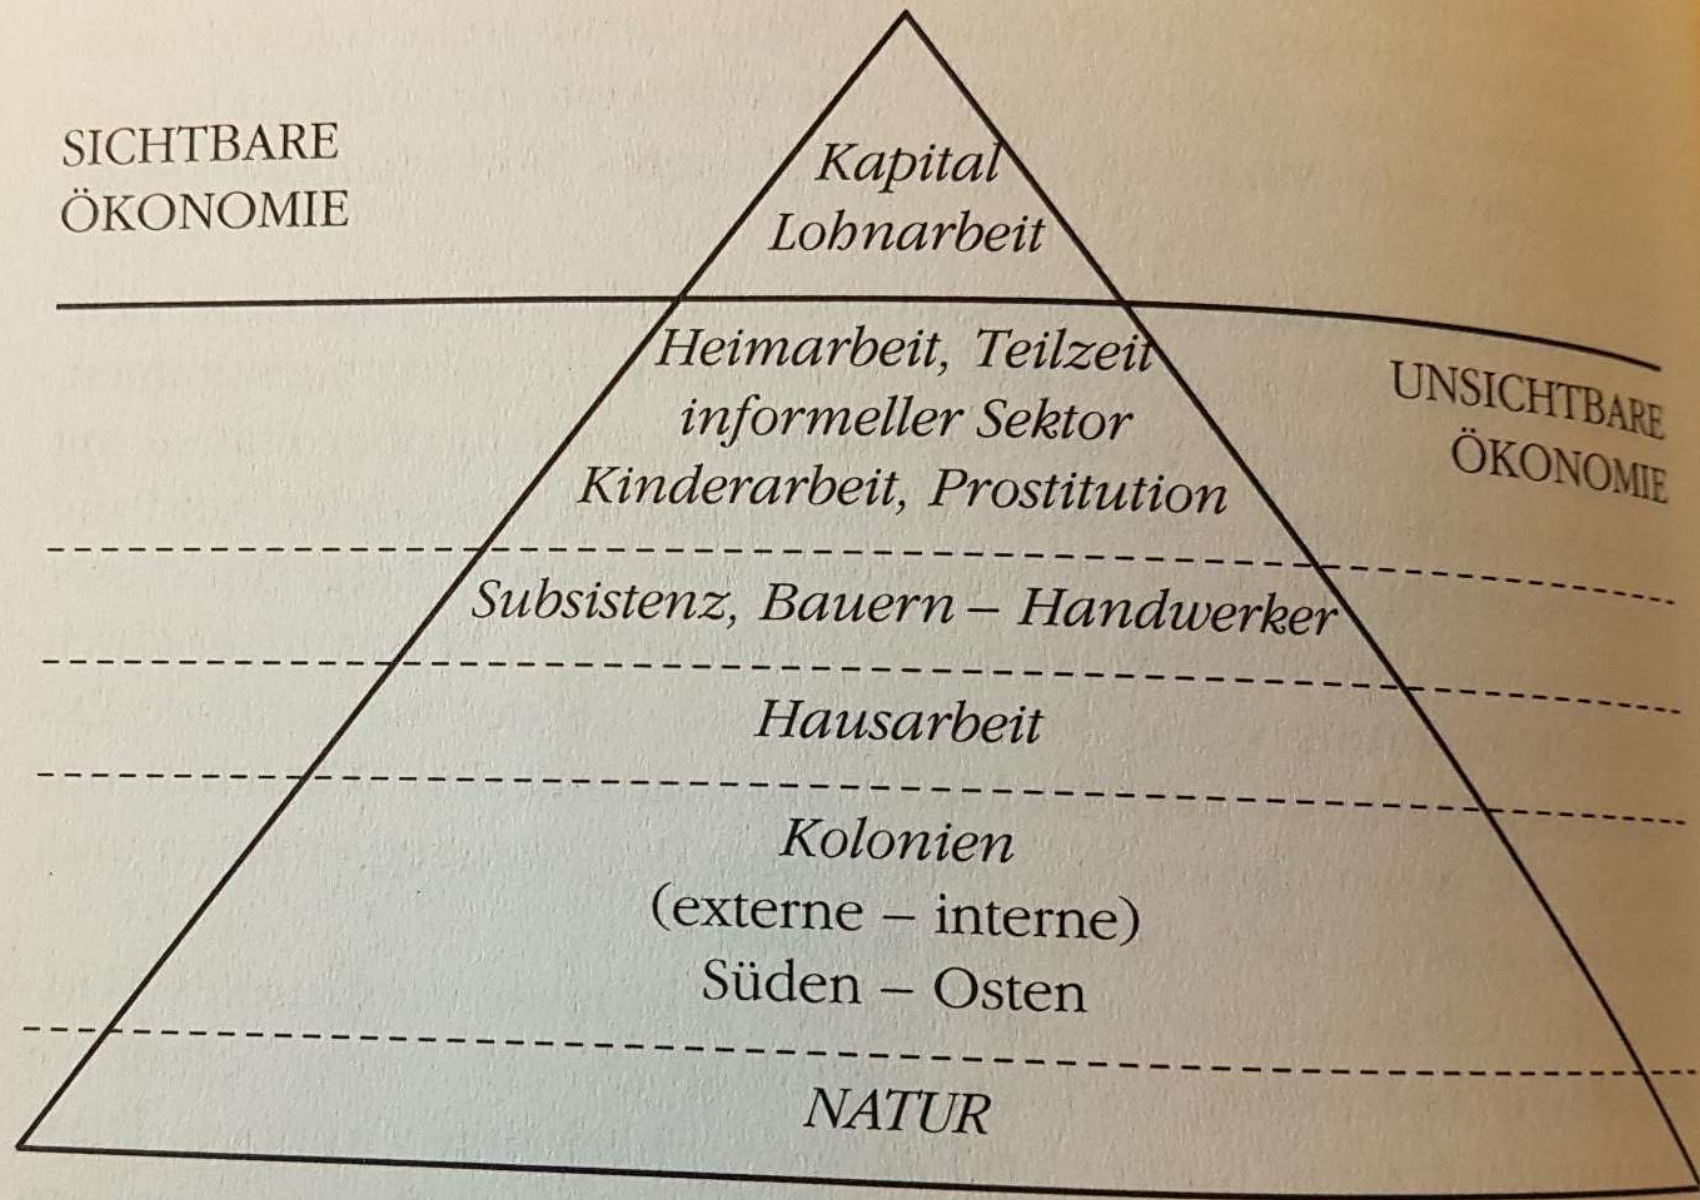 SICHTBARE
ÖKONOMIE
Kapital
Lohnarbeit
Heimarbeit, Teilzeit
informeller Sektor
Kinderarbeit, Prostitution
UNSICHTBARE
ÖKONOMIE
Subsistenz, Bauern – Handwerker
Hausarbeit
Kolonien
(externe – interne)
Süden – Osten
NATUR